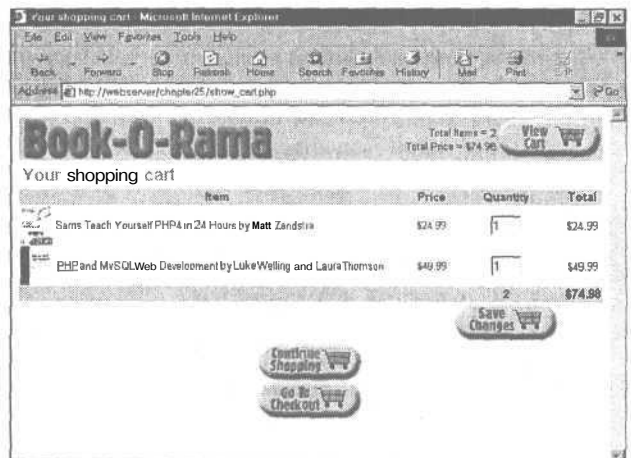 Your shopping cart - Microsoft Internet Explorer
File Edit View Favorites Tools Help
Back Forward Stop Refresh Home Search Favorites History Mail Print Edit
Address http://webserver/chapter25/show_cart.php Go
Book-O-Rama
Total Items = 2
Total Price = $74.98
View Cart
Your shopping cart
Item Price Quantity Total
Sams Teach Yourself PHP4 in 24 Hours by Matt Zandstra $24.99 1 $24.99
PHP and MySQL Web Development by Luke Welling and Laura Thomson $49.99 1 $49.99
2 $74.98
Save Changes
Continue Shopping
Go To Checkout